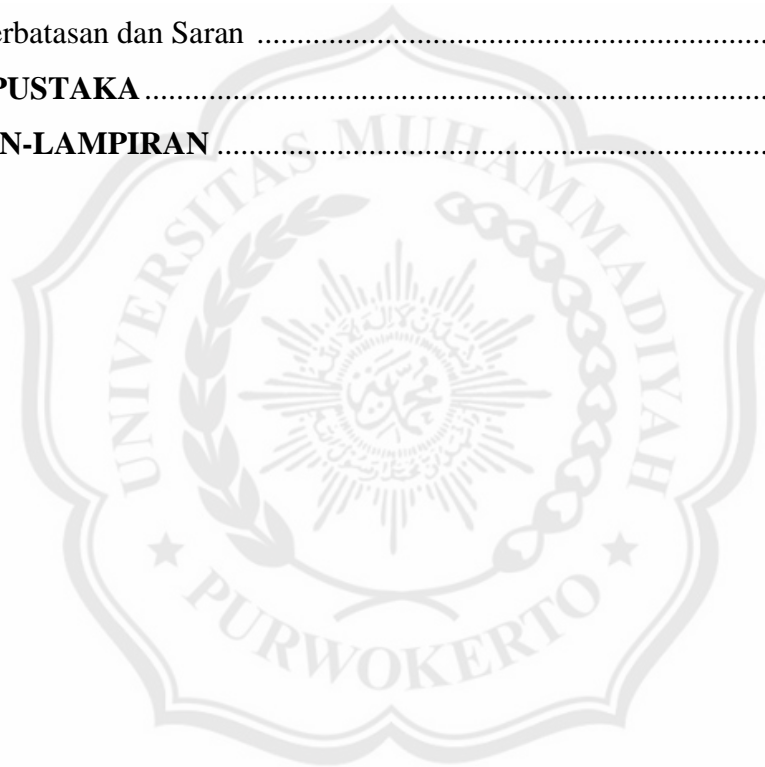 erbatasan dan Saran ........................................................................
PUSTAKA .........................................................................................
N-LAMPIRAN ..................................................................................
UNIVERSITAS MUHAMMADIYAH
PURWOKERTO